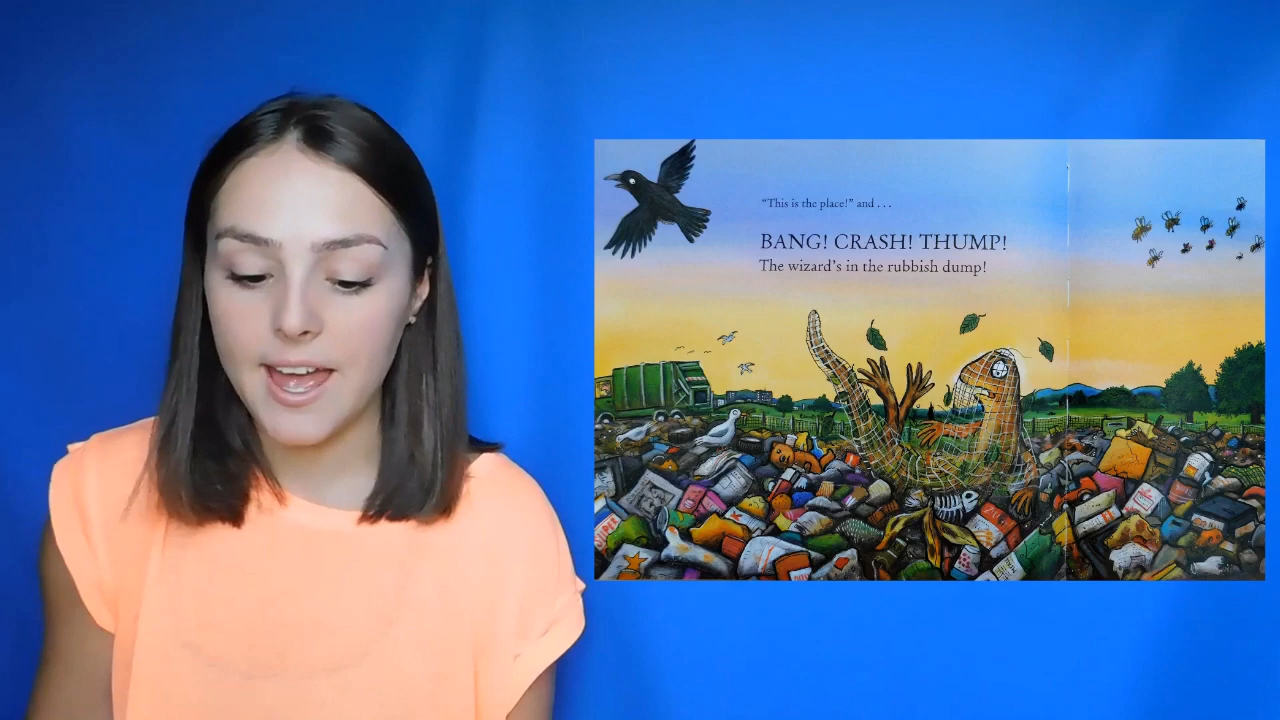 “This is the place!” and . . .
BANG! CRASH! THUMP!
The wizard’s in the rubbish dump!